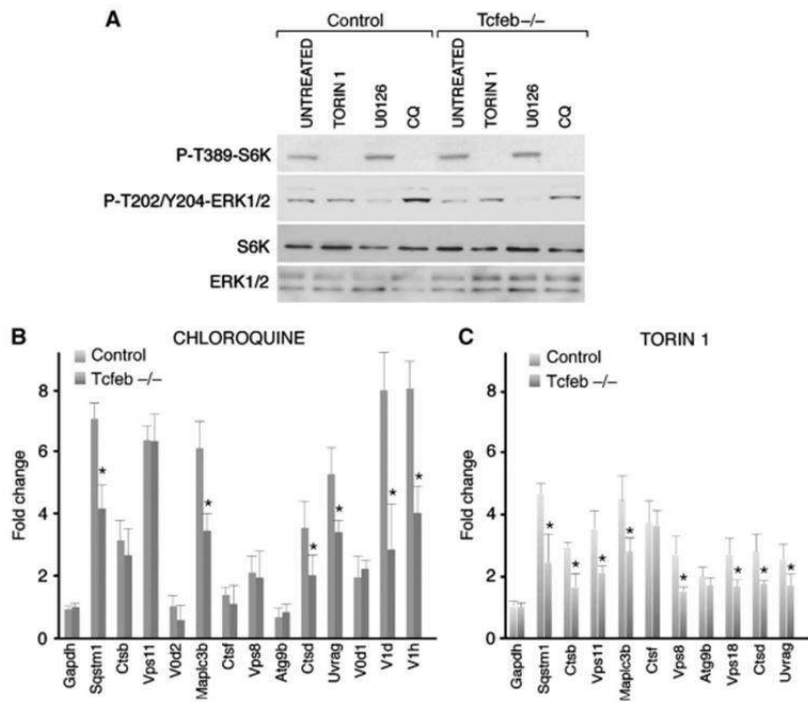 A
Control
Tcfeb−/−
UNTREATED
TORIN 1
U0126
CQ
UNTREATED
TORIN 1
U0126
CQ
P-T389-S6K
P-T202/Y204-ERK1/2
S6K
ERK1/2
B
CHLOROQUINE
Control
Tcfeb −/−
Fold change
8
6
4
2
0
*
*
*
*
*
*
Gapdh
Sqstm1
Ctsb
Vps11
V0d2
Maplc3b
Ctsf
Vps8
Atg9b
Ctsd
Uvrag
V0d1
V1d
V1h
C
TORIN 1
Control
Tcfeb −/−
Fold change
8
6
4
2
0
*
*
*
*
*
*
*
*
Gapdh
Sqstm1
Ctsb
Vps11
Maplc3b
Ctsf
Vps8
Atg9b
Vps18
Ctsd
Uvrag